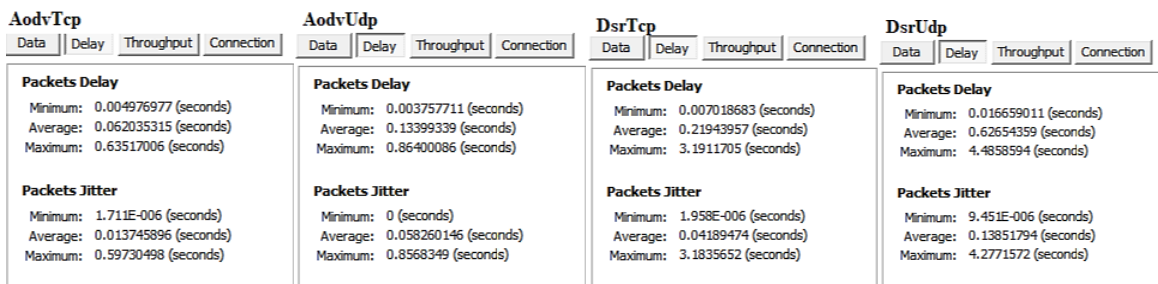 AodvTcp
Data Delay Throughput Connection
Packets Delay
Minimum: 0.004976977 (seconds)
Average: 0.062035315 (seconds)
Maximum: 0.63517006 (seconds)
Packets Jitter
Minimum: 1.711E-006 (seconds)
Average: 0.013745896 (seconds)
Maximum: 0.59730498 (seconds)
AodvUdp
Data Delay Throughput Connection
Packets Delay
Minimum: 0.003757711 (seconds)
Average: 0.13399339 (seconds)
Maximum: 0.86400086 (seconds)
Packets Jitter
Minimum: 0 (seconds)
Average: 0.058260146 (seconds)
Maximum: 0.8568349 (seconds)
DsrTcp
Data Delay Throughput Connection
Packets Delay
Minimum: 0.007018683 (seconds)
Average: 0.21943957 (seconds)
Maximum: 3.1911705 (seconds)
Packets Jitter
Minimum: 1.958E-006 (seconds)
Average: 0.04189474 (seconds)
Maximum: 3.1835652 (seconds)
DsrUdp
Data Delay Throughput Connection
Packets Delay
Minimum: 0.016659011 (seconds)
Average: 0.62654359 (seconds)
Maximum: 4.4858594 (seconds)
Packets Jitter
Minimum: 9.451E-006 (seconds)
Average: 0.13851794 (seconds)
Maximum: 4.2771572 (seconds)